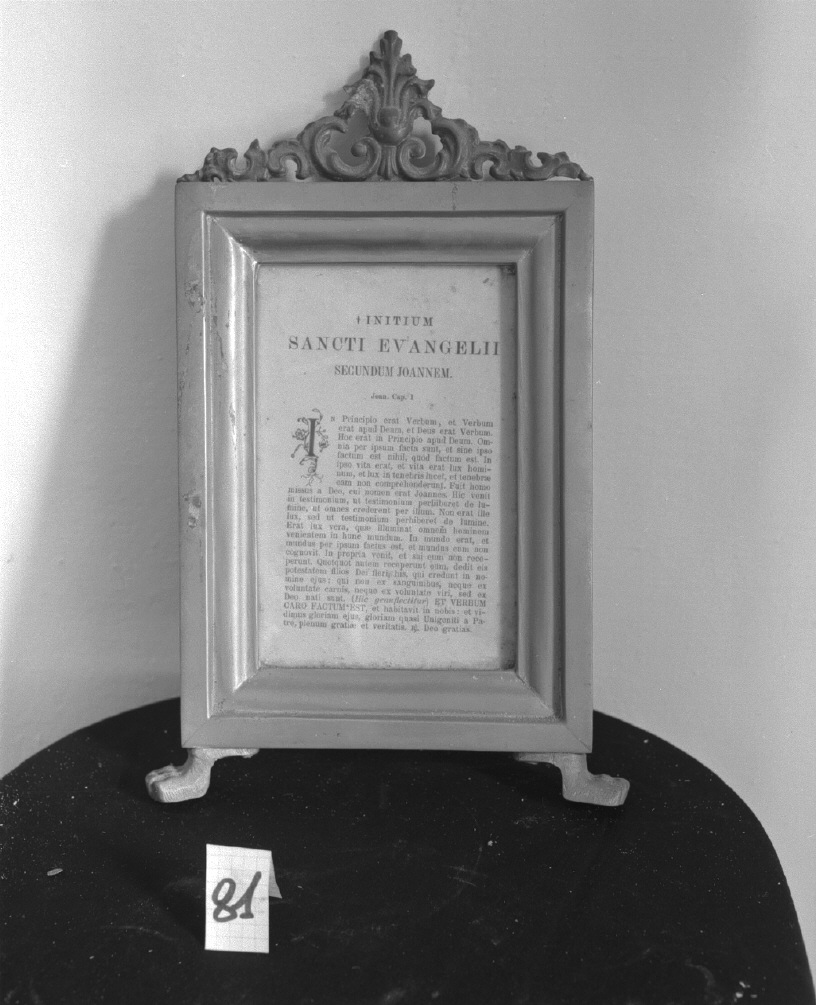 † INITIUM
SANCTI EVANGELII
SECUNDUM JOANNEM.
Joan. Cap. I
IN Principio erat Verbum, et Verbum
erat apud Deum, et Deus erat Verbum.
Hoc erat in Principio apud Deum. Om-
nia per ipsum facta sunt, et sine ipso
factum est nihil, quod factum est. In
ipso vita erat, et vita erat lux homi-
num, et lux in tenebris lucet, et tenebræ
eam non comprehenderunt. Fuit homo
missus a Deo, cui nomen erat Joannes. Hic venit
in testimonium, ut testimonium perhiberet de lu-
mine, ut omnes crederent per illum. Non erat ille
lux, sed ut testimonium perhiberet de lumine.
Erat lux vera, quæ illuminat omnem hominem
venientem in hunc mundum. In mundo erat, et
mundus per ipsum factus est, et mundus eum non
cognovit. In propria venit, et sui eum non rece-
perunt. Quotquot autem receperunt eum, dedit eis
potestatem filios Dei fieri, his, qui credunt in no-
mine ejus: qui non ex sanguinibus, neque ex
voluntate carnis, neque ex voluntate viri, sed ex
Deo nati sunt. (Hic genuflectitur) ET VERBUM
CARO FACTUM EST, et habitavit in nobis: et vi-
dimus gloriam ejus, gloriam quasi Unigeniti a Pa-
tre, plenum gratiæ et veritatis. ℟. Deo gratias.
81